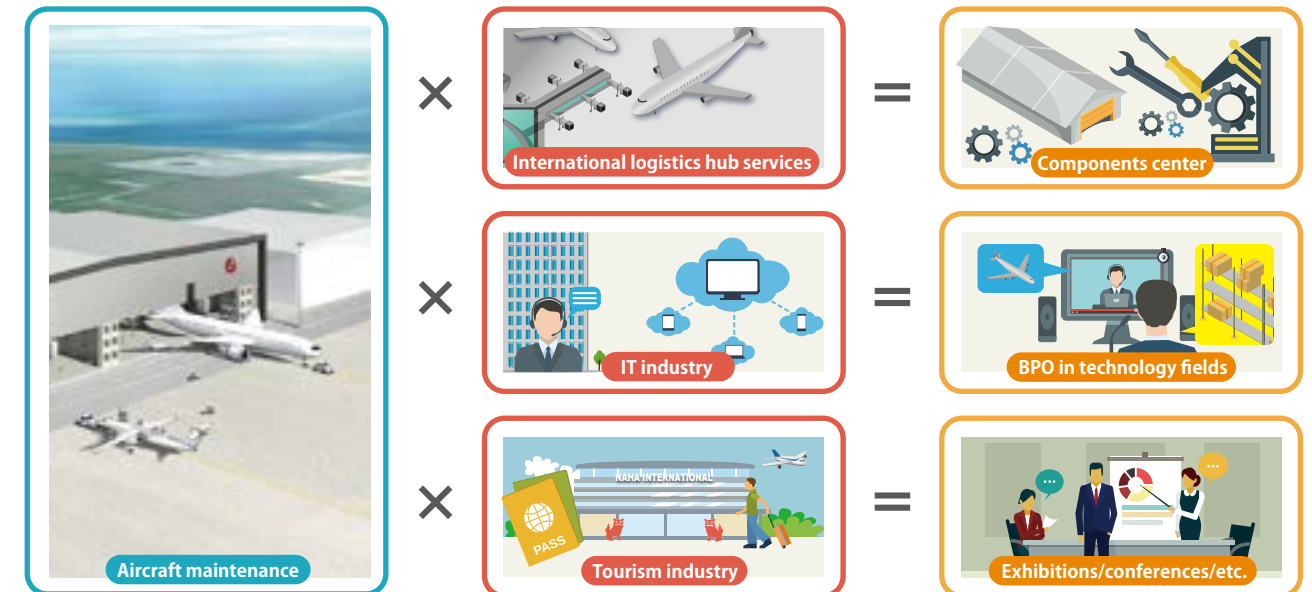 Aircraft maintenance
×
International logistics hub services
=
Components center
×
IT industry
=
BPO in technology fields
×
NAHA INTERNATIONAL
PASS
Tourism industry
=
Exhibitions/conferences/etc.